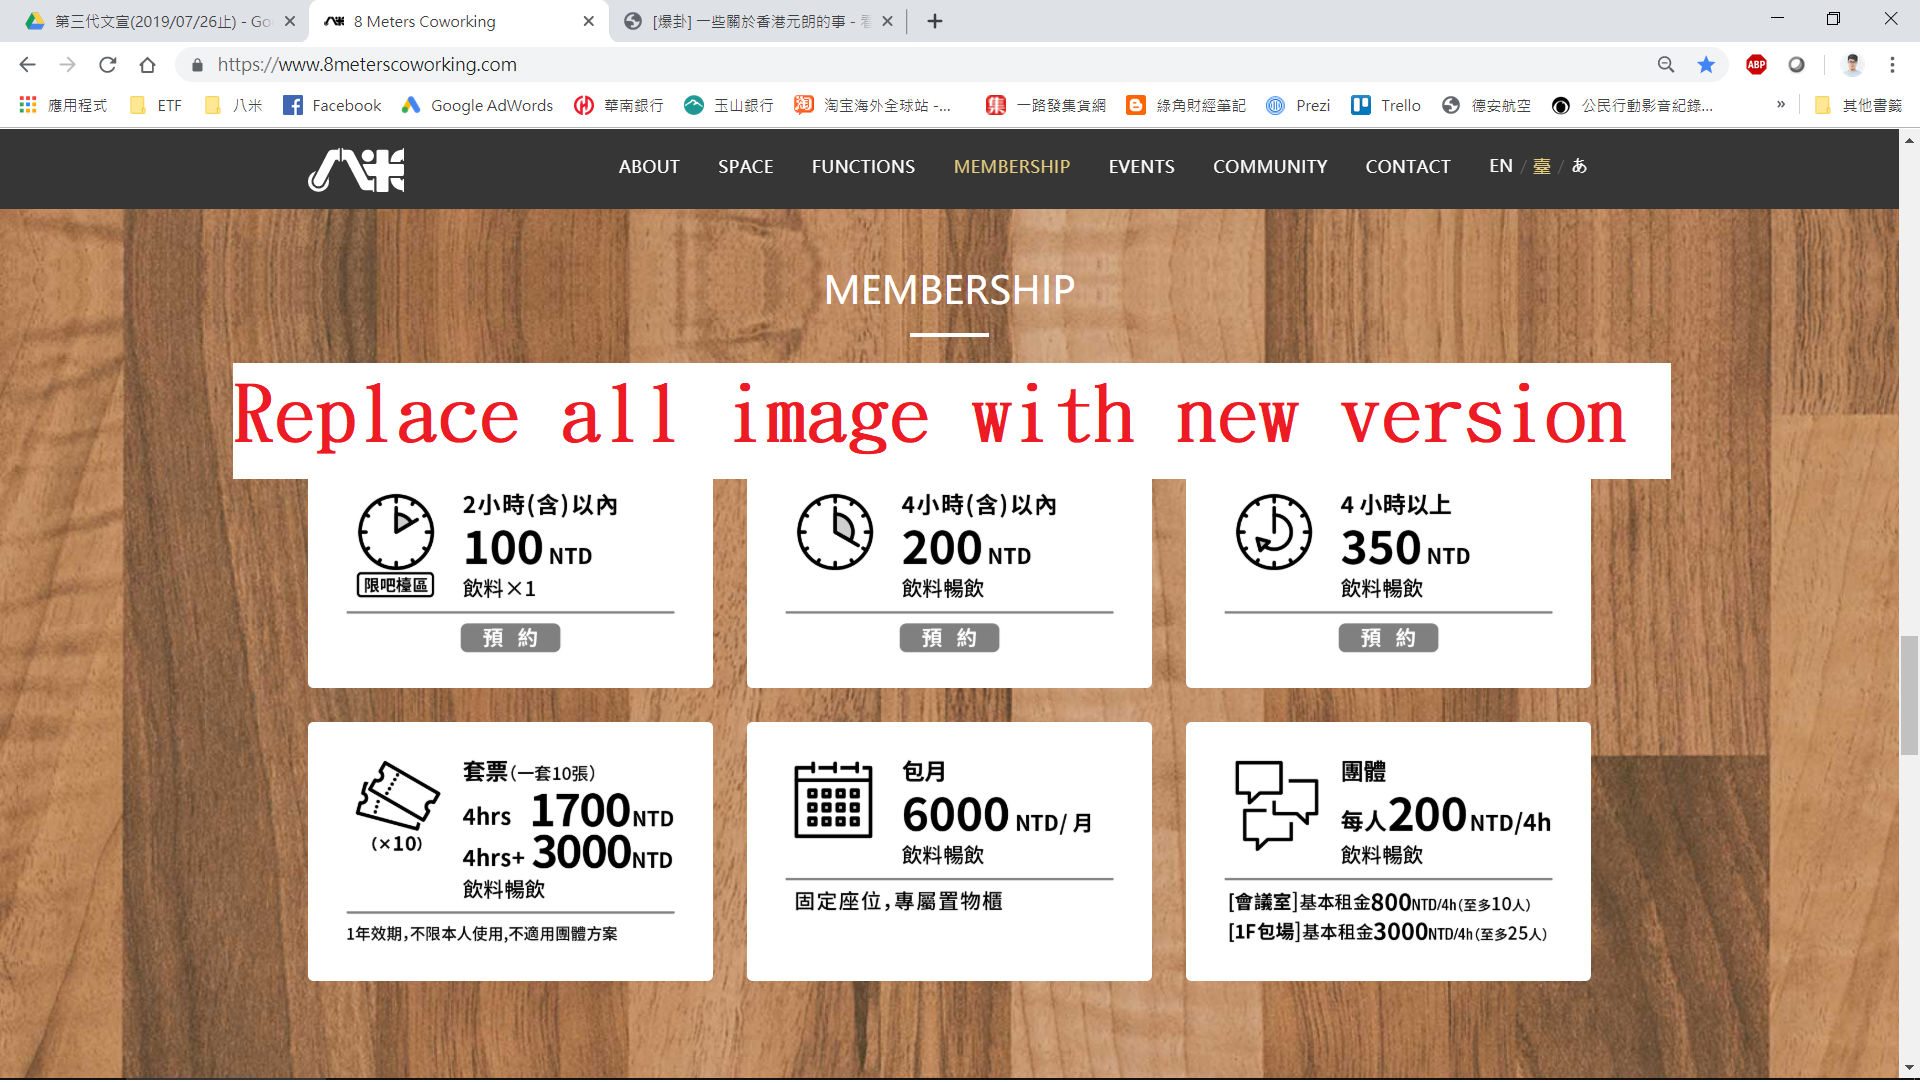 第三代文宣(2019/07/26止) - Go
8 Meters Coworking
[爆卦] 一些關於香港元朗的事 - 看
https://www.8meterscoworking.com
ABP
應用程式
ETF
八米
Facebook
Google AdWords
華南銀行
玉山銀行
淘宝海外全球站 -...
一路發集貨網
綠角財經筆記
Prezi
Trello
德安航空
公民行動影音紀錄...
»
其他書籤
八米
ABOUT
SPACE
FUNCTIONS
MEMBERSHIP
EVENTS
COMMUNITY
CONTACT
EN / 臺 / あ
MEMBERSHIP
Replace all image with new version
2小時(含)以內
100 NTD
限吧檯區
飲料×1
預 約
4小時(含)以內
200 NTD
飲料暢飲
預 約
4 小時以上
350 NTD
飲料暢飲
預 約
套票(一套10張)
4hrs 1700NTD
(×10)
4hrs+ 3000NTD
飲料暢飲
1年效期,不限本人使用,不適用團體方案
包月
6000 NTD/ 月
飲料暢飲
固定座位,專屬置物櫃
團體
每人200NTD/4h
飲料暢飲
[會議室]基本租金800NTD/4h(至多10人)
[1F包場]基本租金3000NTD/4h(至多25人)